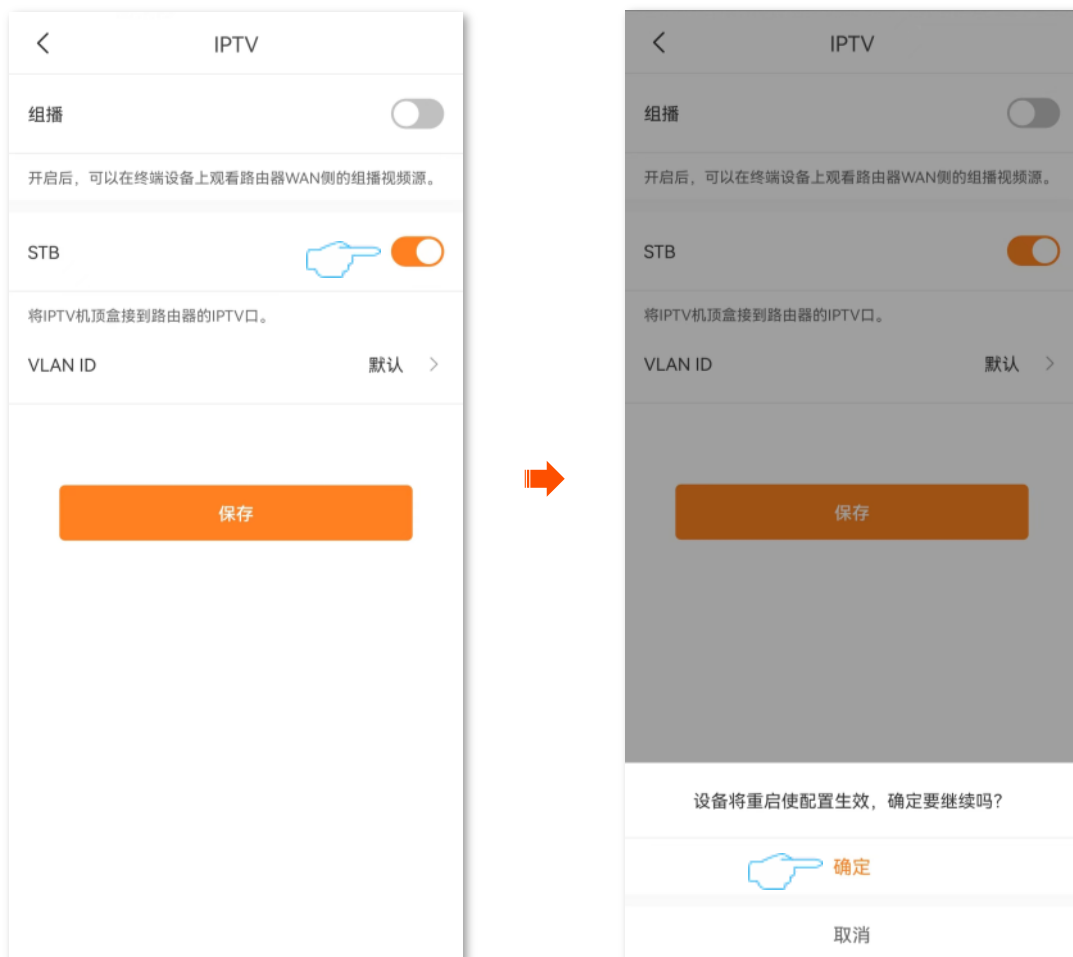 IPTV
组播
开启后，可以在终端设备上观看路由器WAN侧的组播视频源。
STB
将IPTV机顶盒接到路由器的IPTV口。
VLAN ID 默认
保存
IPTV
组播
开启后，可以在终端设备上观看路由器WAN侧的组播视频源。
STB
将IPTV机顶盒接到路由器的IPTV口。
VLAN ID 默认
保存
设备将重启使配置生效，确定要继续吗？
确定
取消